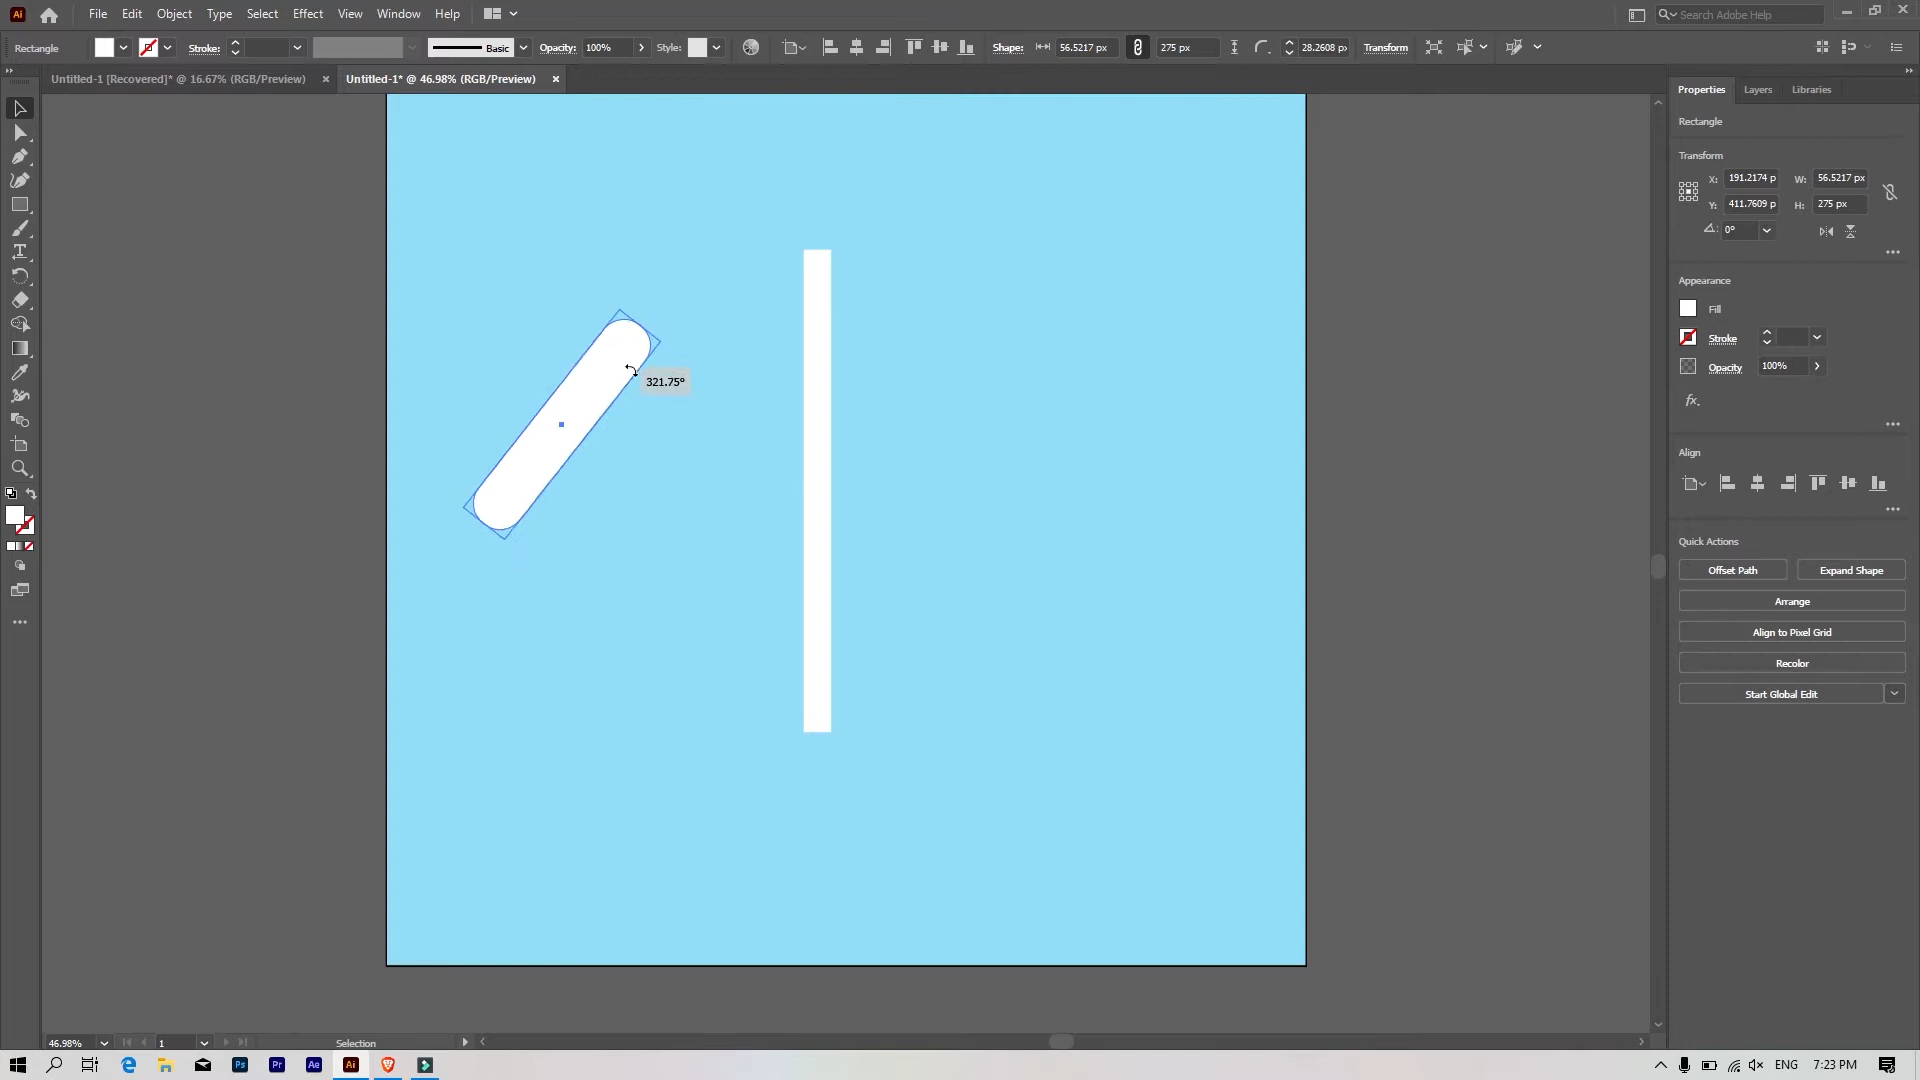 Ai File Edit Object Type Select Effect View Window Help Search Adobe Help
Rectangle Stroke: Basic Opacity: 100% Style: Shape: 56.5217 px 275 px 28.2608 px Transform
Untitled-1 [Recovered]* @ 16.67% (RGB/Preview) Untitled-1* @ 46.98% (RGB/Preview)
Properties Layers Libraries
Rectangle
Transform
X: 191.2174 p W: 56.5217 px
Y: 411.7609 p H: 275 px
0°
Appearance
Fill
Stroke
Opacity 100%
fx.
Align
Quick Actions
Offset Path Expand Shape
Arrange
Align to Pixel Grid
Recolor
Start Global Edit
321.75°
46.98% 1 Selection
Ps Pr Ae Ai ENG 7:23 PM